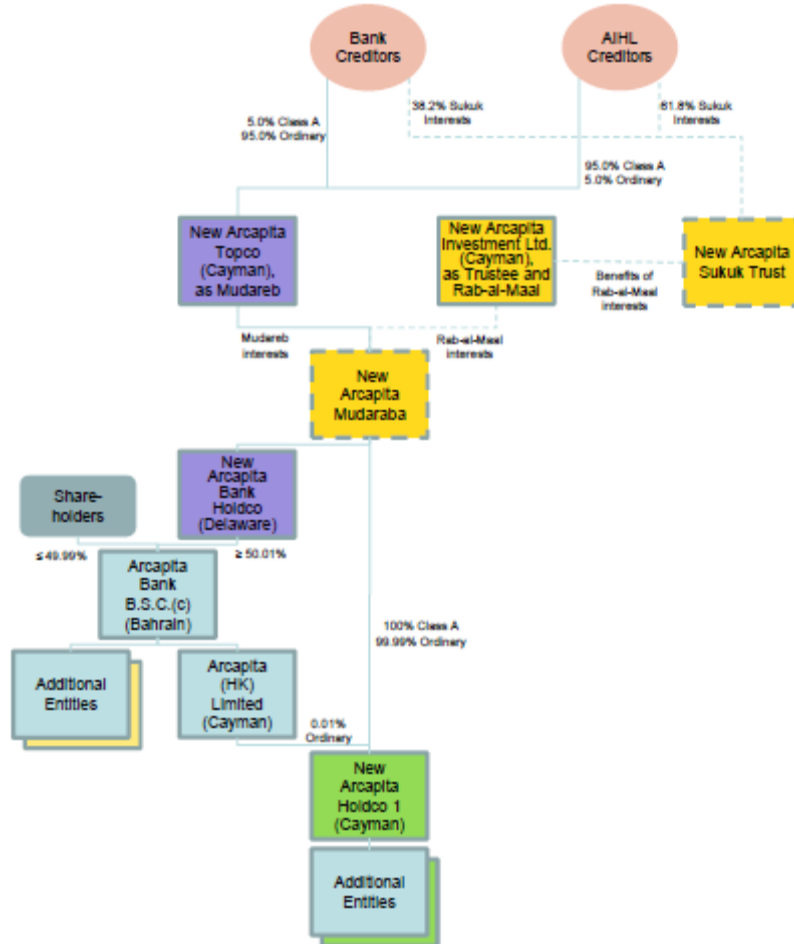 Bank
Creditors
AIHL
Creditors
5.0% Class A
95.0% Ordinary
38.2% Sukuk
Interests
61.8% Sukuk
Interests
95.0% Class A
5.0% Ordinary
New Arcapita
Topco
(Cayman),
as Mudareb
New Arcapita
Investment Ltd.
(Cayman),
as Trustee and
Rab-al-Maal
New Arcapita
Sukuk Trust
Benefits of
Rab-al-Maal
interests
Mudareb
interests
Rab-al-Maal
interests
New
Arcapita
Mudaraba
New
Arcapita
Bank
Holdco
(Delaware)
Share-
holders
≤ 49.99%
≥ 50.01%
Arcapita
Bank
B.S.C.(c)
(Bahrain)
100% Class A
99.99% Ordinary
Additional
Entities
Arcapita
(HK)
Limited
(Cayman)
0.01%
Ordinary
New
Arcapita
Holdco 1
(Cayman)
Additional
Entities